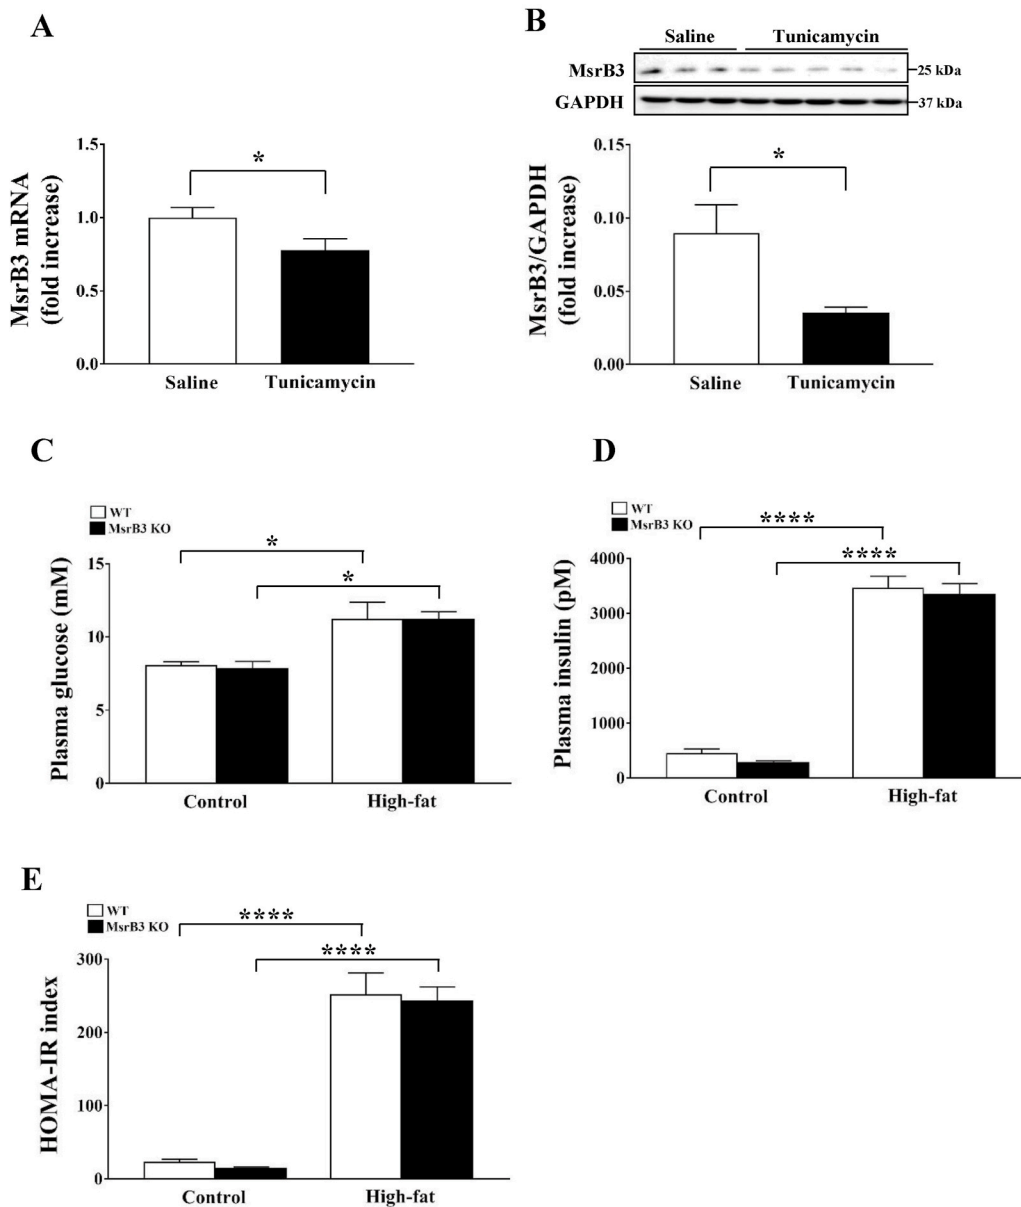 A
B
Saline Tunicamycin
MsrB3 25 kDa
GAPDH 37 kDa
MsrB3 mRNA
(fold increase)
1.5
1.0
0.5
0.0
*
Saline Tunicamycin
MsrB3/GAPDH
(fold increase)
0.15
0.10
0.05
0.00
*
Saline Tunicamycin
C
WT
MsrB3 KO
Plasma glucose (mM)
15
10
5
0
*
*
Control High-fat
D
WT
MsrB3 KO
Plasma insulin (pM)
4000
3000
2000
1000
0
****
****
Control High-fat
E
WT
MsrB3 KO
HOMA-IR index
300
200
100
0
****
****
Control High-fat